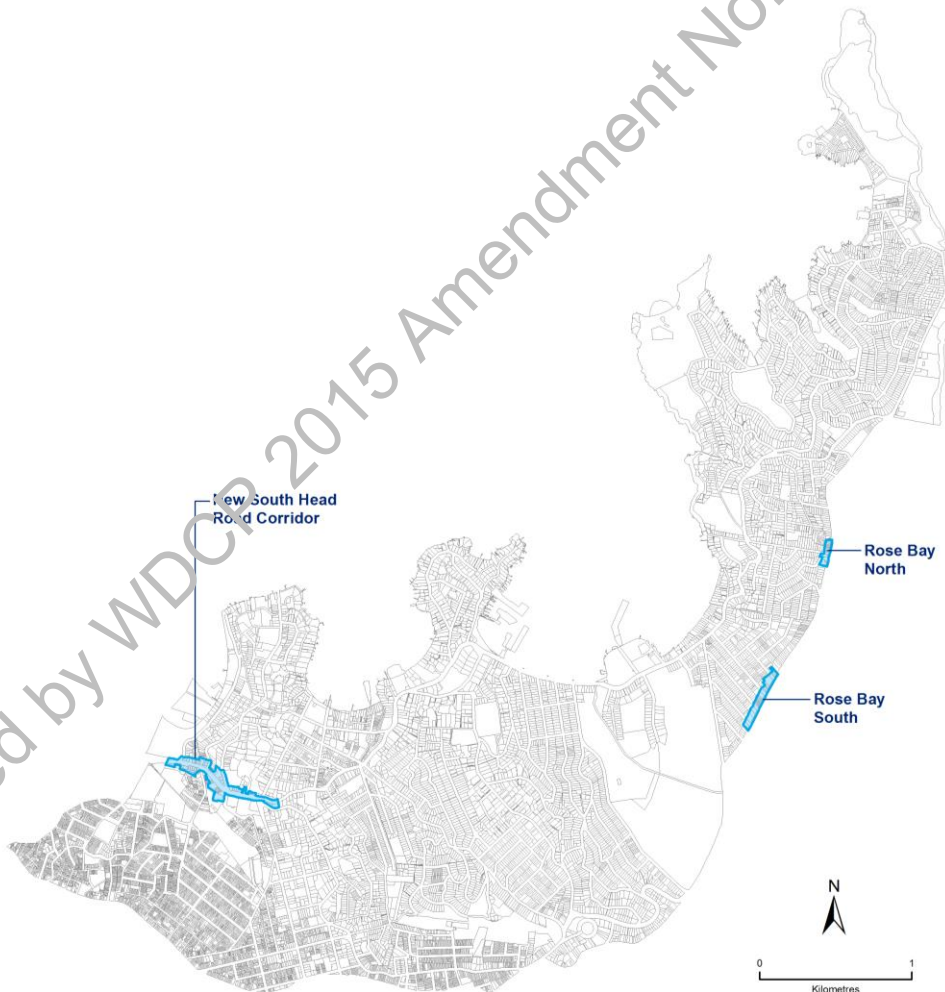 ed by WDCP 2015 Amendment No
New South Head
Road Corridor
Rose Bay
North
Rose Bay
South
N
0 1
Kilometres